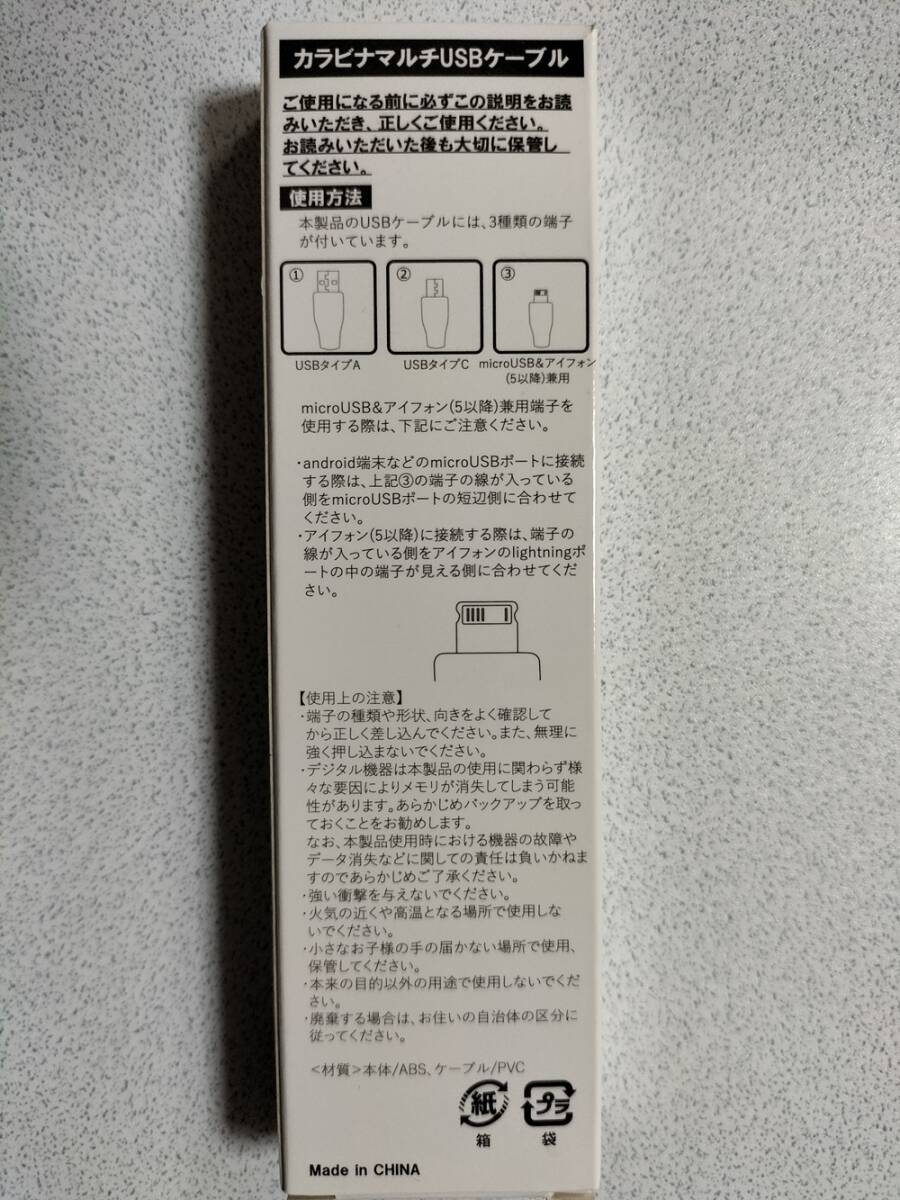 カラビナマルチUSBケーブル
ご使用になる前に必ずこの説明をお読
みいただき、正しくご使用ください。
お読みいただいた後も大切に保管し
てください。
使用方法
本製品のUSBケーブルには、3種類の端子
が付いています。
① ② ③
USBタイプA USBタイプC microUSB&アイフォン
(5以降)兼用
microUSB&アイフォン(5以降)兼用端子を
使用する際は、下記にご注意ください。
・android端末などのmicroUSBポートに接続
する際は、上記③の端子の線が入っている
側をmicroUSBポートの短辺側に合わせて
ください。
・アイフォン(5以降)に接続する際は、端子の
線が入っている側をアイフォンのlightningポ
ートの中の端子が見える側に合わせてくだ
さい。
【使用上の注意】
・端子の種類や形状、向きをよく確認して
から正しく差し込んでください。また、無理に
強く押し込まないでください。
・デジタル機器は本製品の使用に関わらず様
々な要因によりメモリが消失してしまう可能
性があります。あらかじめバックアップを取っ
ておくことをお勧めします。
なお、本製品使用時における機器の故障や
データ消失などに関しての責任は負いかねま
すのであらかじめご了承ください。
・強い衝撃を与えないでください。
・火気の近くや高温となる場所で使用しな
いでください。
・小さなお子様の手の届かない場所で使用、
保管してください。
・本来の目的以外の用途で使用しないでくだ
さい。
・廃棄する場合は、お住いの自治体の区分に
従ってください。
<材質>本体/ABS、ケーブル/PVC
紙 プラ
箱 袋
Made in CHINA